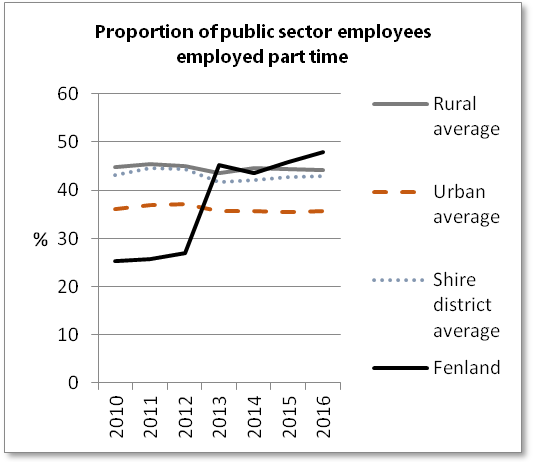 Proportion of public sector employees
employed part time
60
50
40
30
20
10
0
%
2010
2011
2012
2013
2014
2015
2016
Rural
average
Urban
average
Shire
district
average
Fenland